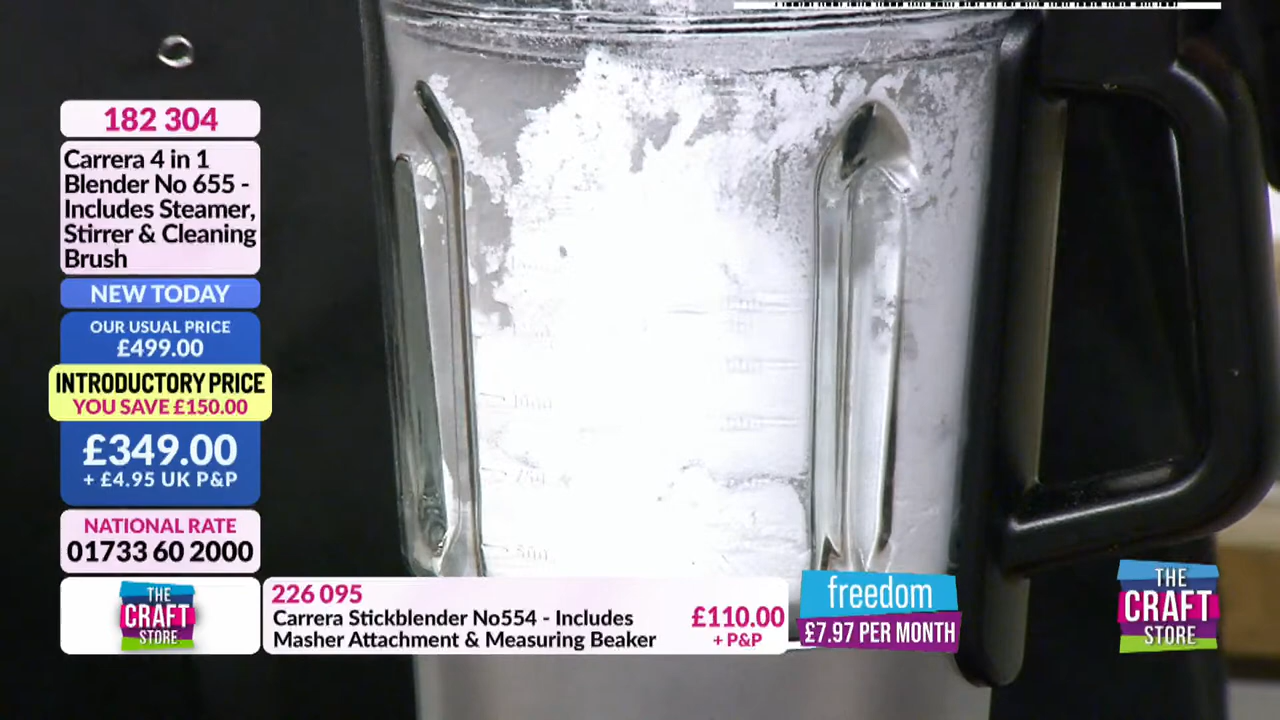 182 304
Carrera 4 in 1
Blender No 655 -
Includes Steamer,
Stirrer & Cleaning
Brush
NEW TODAY
OUR USUAL PRICE
£499.00
INTRODUCTORY PRICE
YOU SAVE £150.00
£349.00
+ £4.95 UK P&P
NATIONAL RATE
01733 60 2000
THE
CRAFT
STORE
226 095
Carrera Stickblender No554 - Includes
Masher Attachment & Measuring Beaker
£110.00
+ P&P
freedom
£7.97 PER MONTH
THE
CRAFT
STORE
1000
750
500